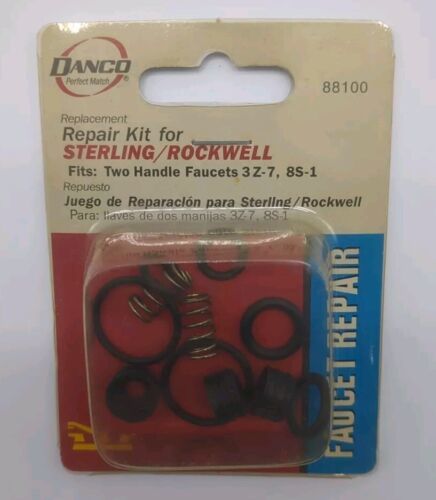 DANCO
Perfect Match
88100
Replacement
Repair Kit for
STERLING/ROCKWELL
Fits: Two Handle Faucets 3Z-7, 8S-1
Repuesto
Juego de Reparación para Sterling/Rockwell
Para: llaves de dos manijas 3Z-7, 8S-1
FAUCET REPAIR